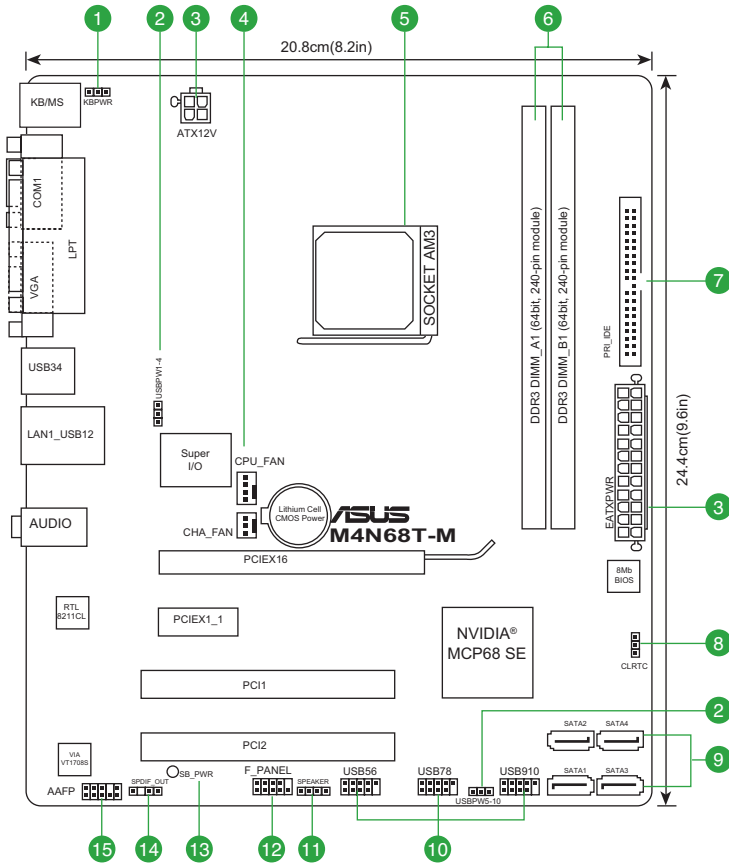 1
2
3
4
5
6
20.8cm(8.2in)
KB/MS
KBPWR
ATX12V
COM1
LPT
VGA
SOCKET AM3
DDR3 DIMM_A1 (64bit, 240-pin module)
DDR3 DIMM_B1 (64bit, 240-pin module)
7
PRI_IDE
USB34
USBPW1-4
24.4cm(9.6in)
LAN1_USB12
Super
I/O
CPU_FAN
EATXPWR
3
Lithium Cell
CMOS Power
ASUS
M4N68T-M
AUDIO
CHA_FAN
PCIEX16
8Mb
BIOS
RTL
8211CL
PCIEX1_1
NVIDIA®
MCP68 SE
8
CLRTC
PCI1
2
SATA2
SATA4
PCI2
9
VIA
VT1708S
SB_PWR
AAFP
SPDIF_OUT
F_PANEL
SPEAKER
USB56
USB78
USBPW5-10
USB910
SATA1
SATA3
15
14
13
12
11
10